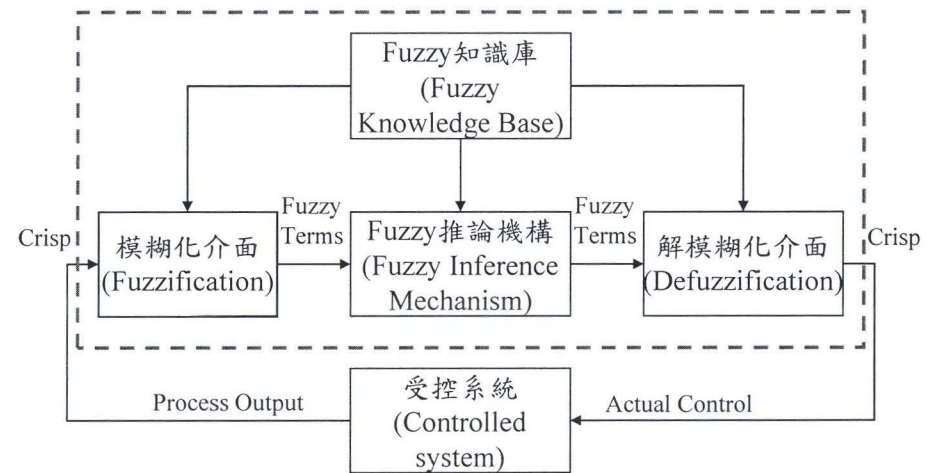 Fuzzy知識庫
(Fuzzy
Knowledge Base)
Crisp
模糊化介面
(Fuzzification)
Fuzzy
Terms
Fuzzy推論機構
(Fuzzy Inference
Mechanism)
Fuzzy
Terms
解模糊化介面
(Defuzzification)
Crisp
Process Output
受控系統
(Controlled
system)
Actual Control